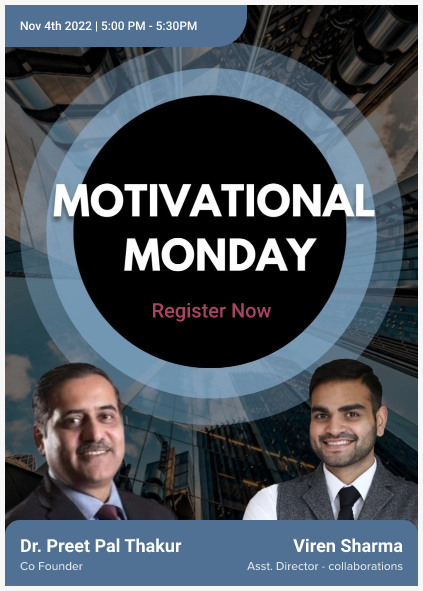 Nov 4th 2022 | 5:00 PM - 5:30PM
MOTIVATIONAL
MONDAY
Register Now
Dr. Preet Pal Thakur
Co Founder
Viren Sharma
Asst. Director - collaborations